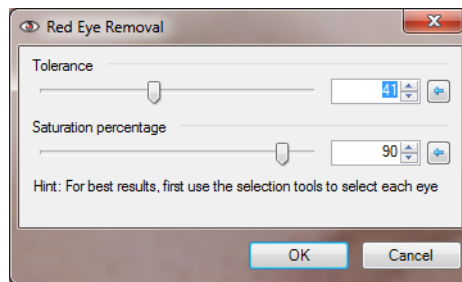 Red Eye Removal
Tolerance
41
Saturation percentage
90
Hint: For best results, first use the selection tools to select each eye
OK Cancel